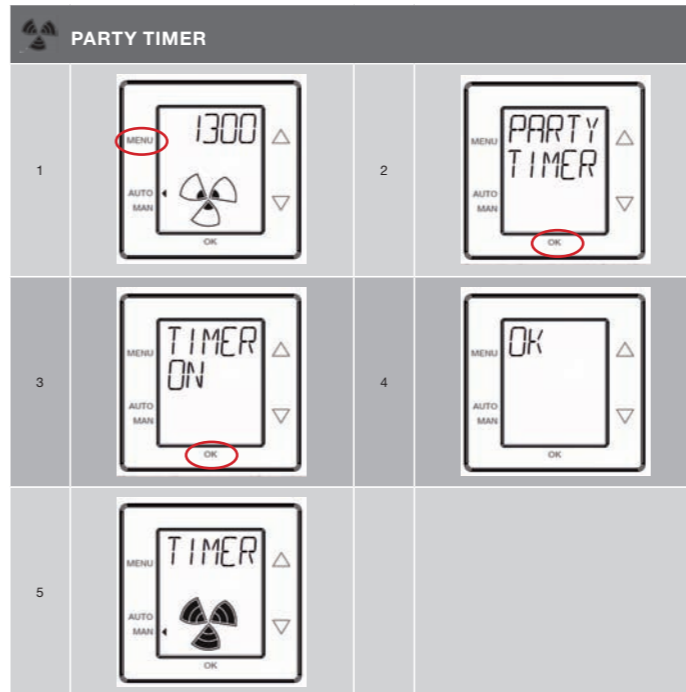 PARTY TIMER
1
1300
MENU
AUTO
MAN
OK
2
PARTY
TIMER
MENU
AUTO
MAN
OK
3
TIMER
ON
MENU
AUTO
MAN
OK
4
OK
MENU
AUTO
MAN
OK
5
TIMER
MENU
AUTO
MAN
OK